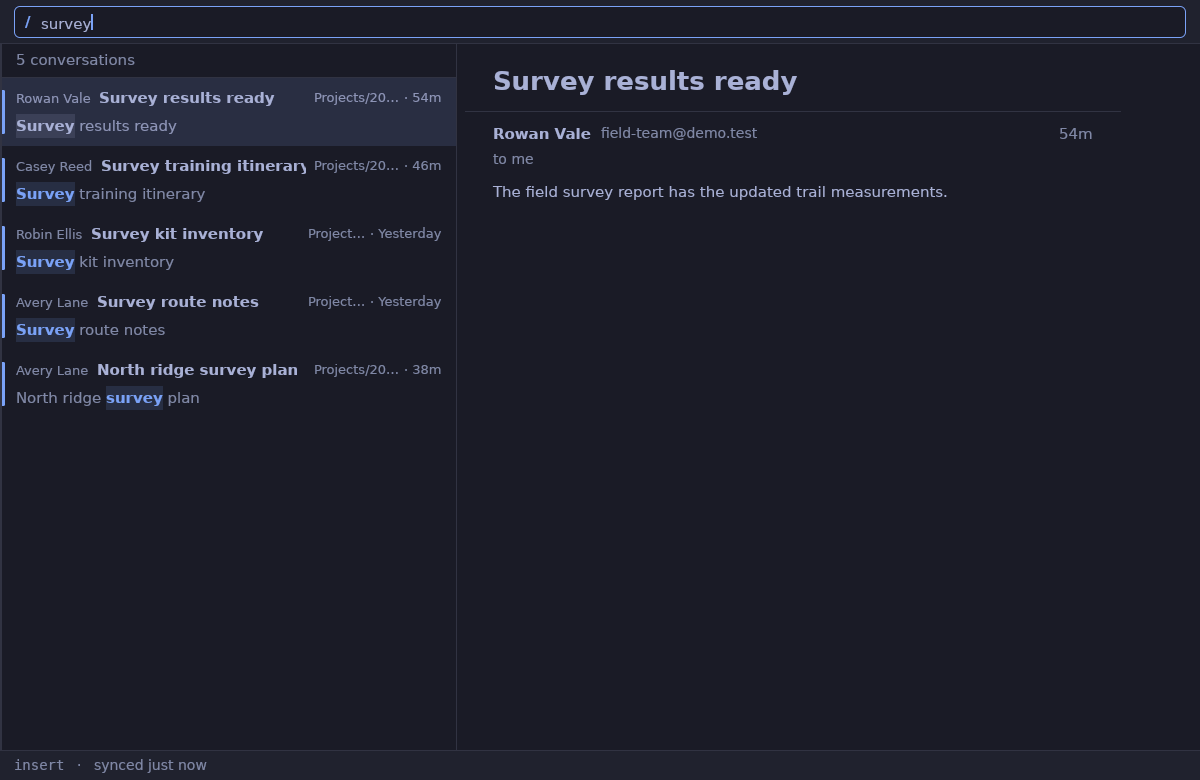 / survey
5 conversations
Rowan Vale Survey results ready Projects/20… · 54m
Survey results ready
Casey Reed Survey training itinerary Projects/20… · 46m
Survey training itinerary
Robin Ellis Survey kit inventory Project… · Yesterday
Survey kit inventory
Avery Lane Survey route notes Project… · Yesterday
Survey route notes
Avery Lane North ridge survey plan Projects/20… · 38m
North ridge survey plan
Survey results ready
Rowan Vale field-team@demo.test 54m
to me
The field survey report has the updated trail measurements.
insert · synced just now